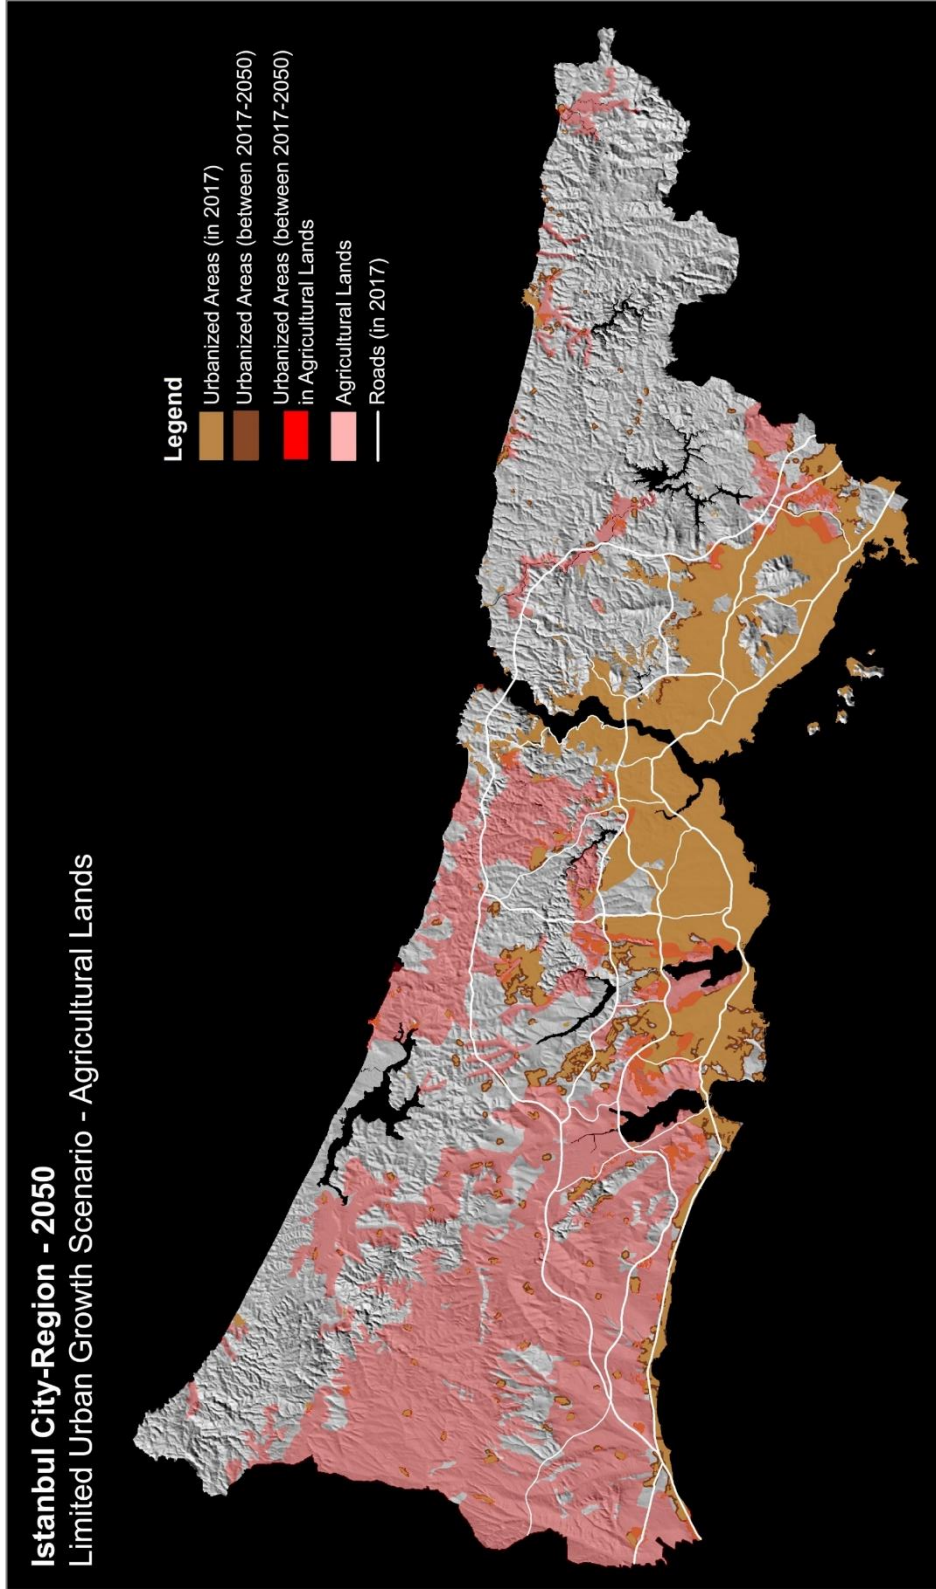 Istanbul City-Region - 2050
Limited Urban Growth Scenario - Agricultural Lands
Legend
Urbanized Areas (in 2017)
Urbanized Areas (between 2017-2050)
Urbanized Areas (between 2017-2050)
in Agricultural Lands
Agricultural Lands
Roads (in 2017)